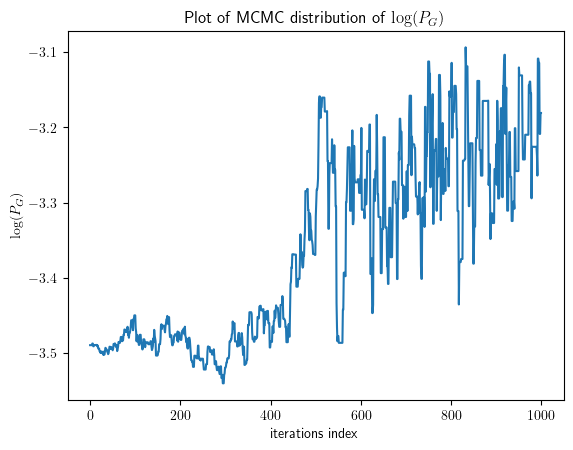 Plot of MCMC distribution of log(P_G)
log(P_G)
−3.1
−3.2
−3.3
−3.4
−3.5
0 200 400 600 800 1000
iterations index